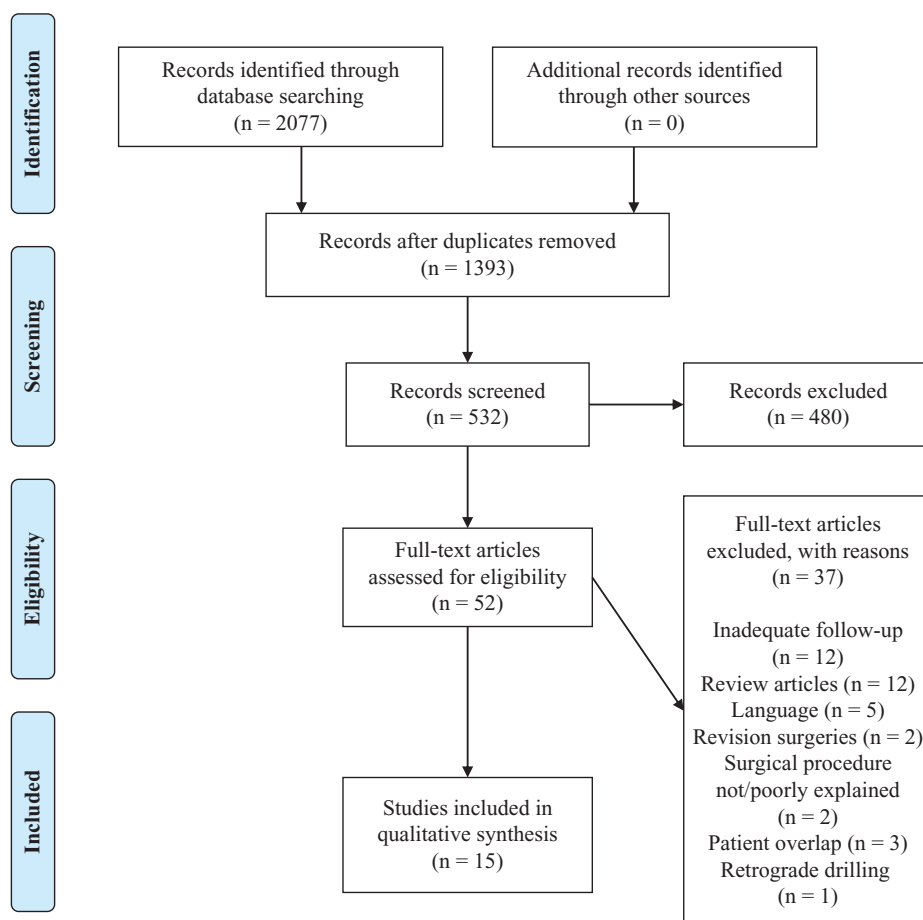 Identification
Records identified through
database searching
(n = 2077)
Additional records identified
through other sources
(n = 0)
Records after duplicates removed
(n = 1393)
Screening
Records screened
(n = 532)
Records excluded
(n = 480)
Eligibility
Full-text articles
assessed for eligibility
(n = 52)
Full-text articles
excluded, with reasons
(n = 37)
Inadequate follow-up
(n = 12)
Review articles (n = 12)
Language (n = 5)
Revision surgeries (n = 2)
Surgical procedure
not/poorly explained
(n = 2)
Patient overlap (n = 3)
Retrograde drilling
(n = 1)
Included
Studies included in
qualitative synthesis
(n = 15)